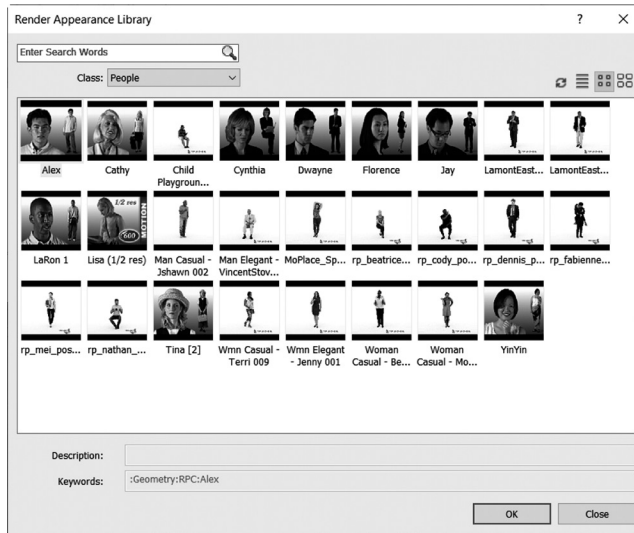 Render Appearance Library
?
Enter Search Words
Class: People
Alex
Cathy
Child
Playgroun...
Cynthia
Dwayne
Florence
Jay
LamontEast...
LamontEast...
LaRon 1
1/2 res
MOTION
600
Lisa (1/2 res)
Man Casual -
Jshawn 002
Man Elegant -
VincentStov...
MoPlace_Sp...
rp_beatrice...
rp_cody_po...
rp_dennis_p...
rp_fabienne...
rp_mei_pos...
rp_nathan_...
Tina [2]
Wmn Casual -
Terri 009
Wmn Elegant
- Jenny 001
Woman
Casual - Be...
Woman
Casual - Mo...
YinYin
Description:
Keywords: :Geometry:RPC:Alex
OK
Close